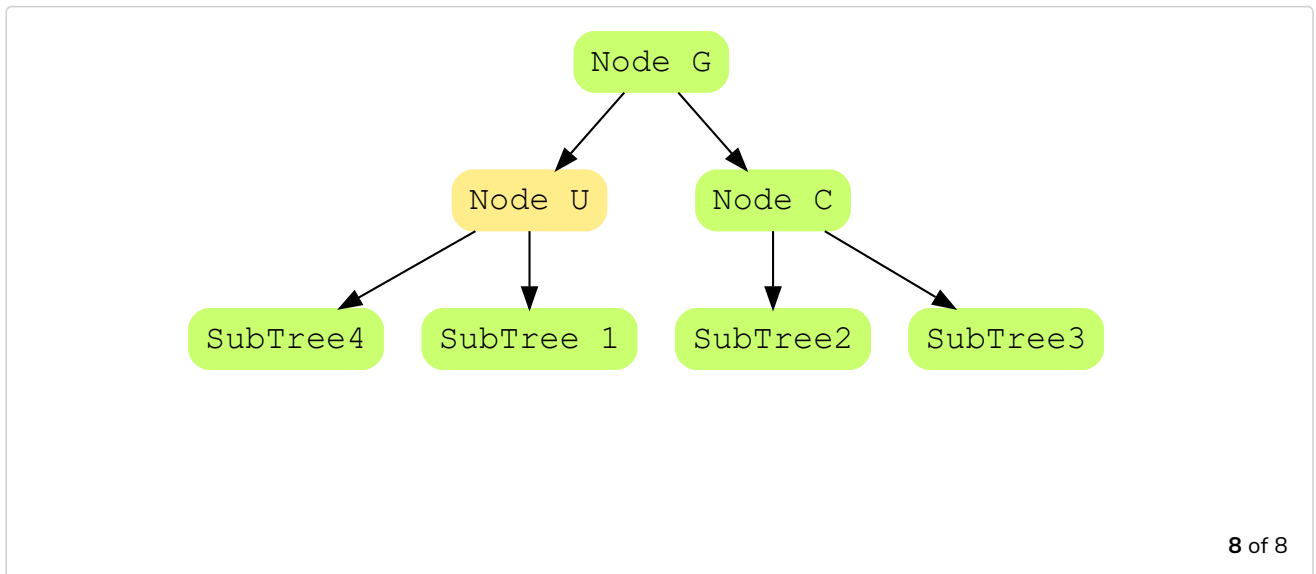 Node G
Node U Node C
SubTree4 SubTree 1 SubTree2 SubTree3
8 of 8